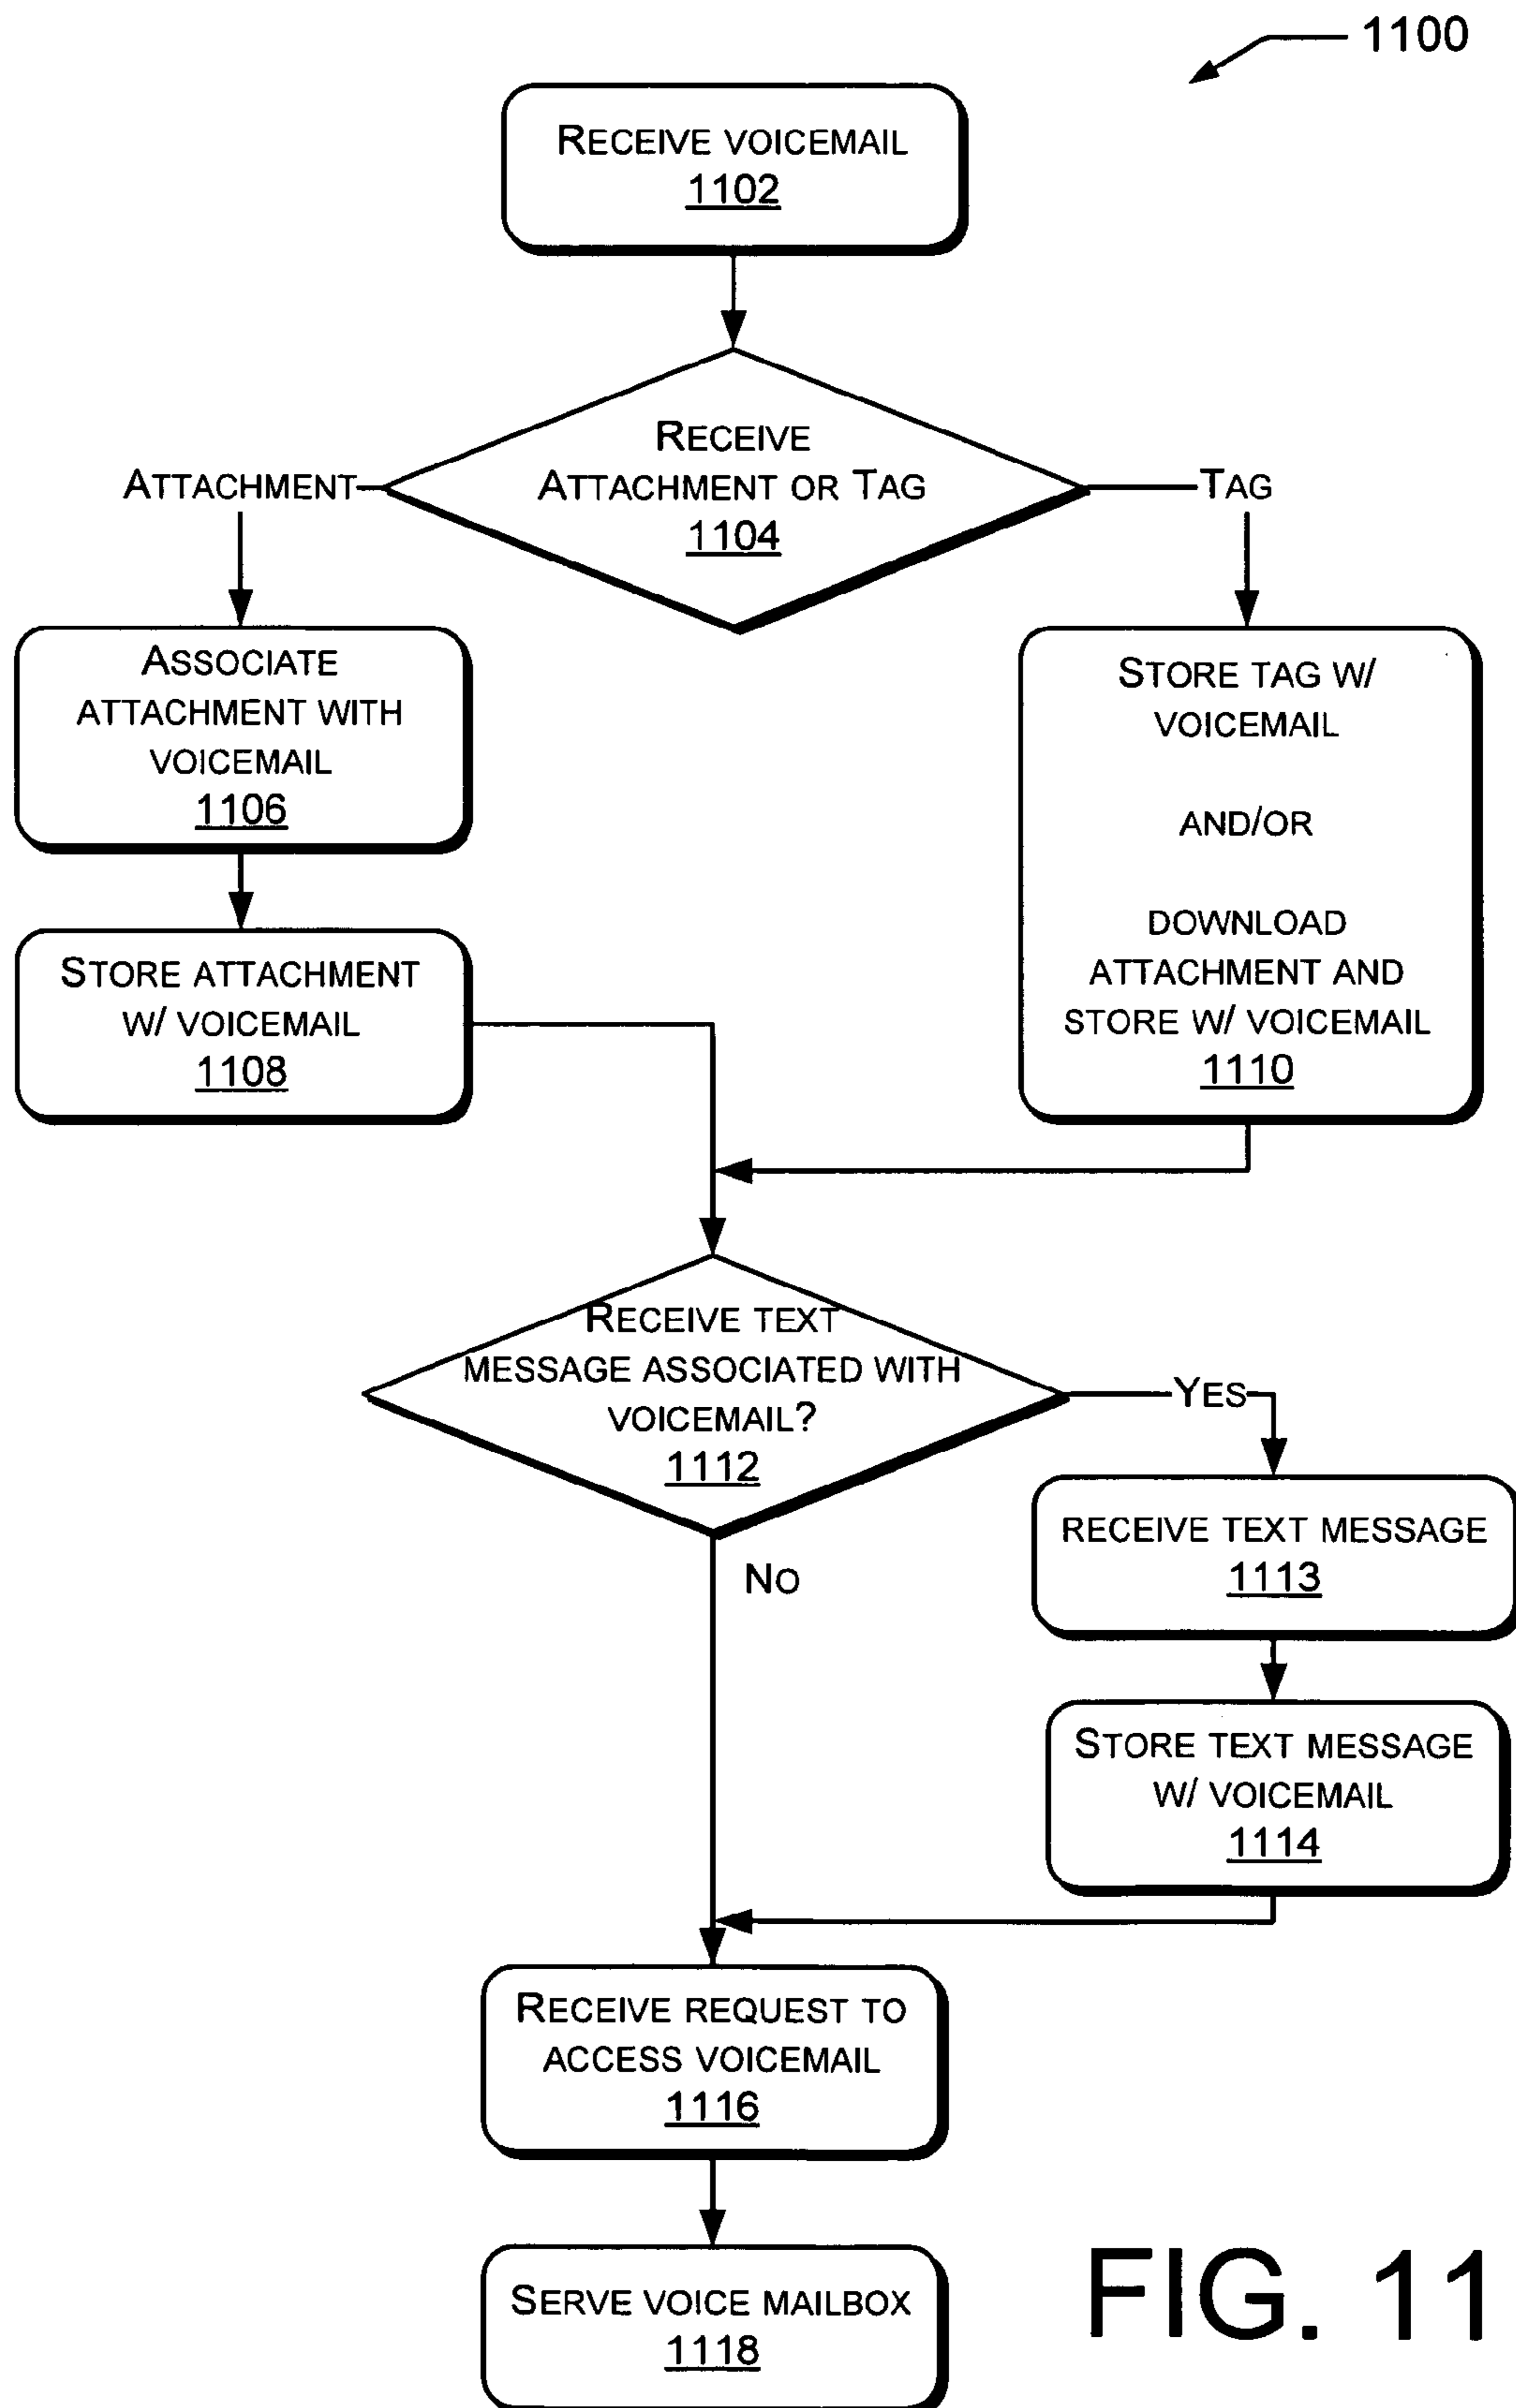 1100
RECEIVE VOICEMAIL
1102
RECEIVE
ATTACHMENT OR TAG
1104
ATTACHMENT
TAG
ASSOCIATE
ATTACHMENT WITH
VOICEMAIL
1106
STORE TAG W/
VOICEMAIL
AND/OR
DOWNLOAD
ATTACHMENT AND
STORE W/ VOICEMAIL
1110
STORE ATTACHMENT
W/ VOICEMAIL
1108
RECEIVE TEXT
MESSAGE ASSOCIATED WITH
VOICEMAIL?
1112
YES
NO
RECEIVE TEXT MESSAGE
1113
STORE TEXT MESSAGE
W/ VOICEMAIL
1114
RECEIVE REQUEST TO
ACCESS VOICEMAIL
1116
SERVE VOICE MAILBOX
1118
FIG. 11